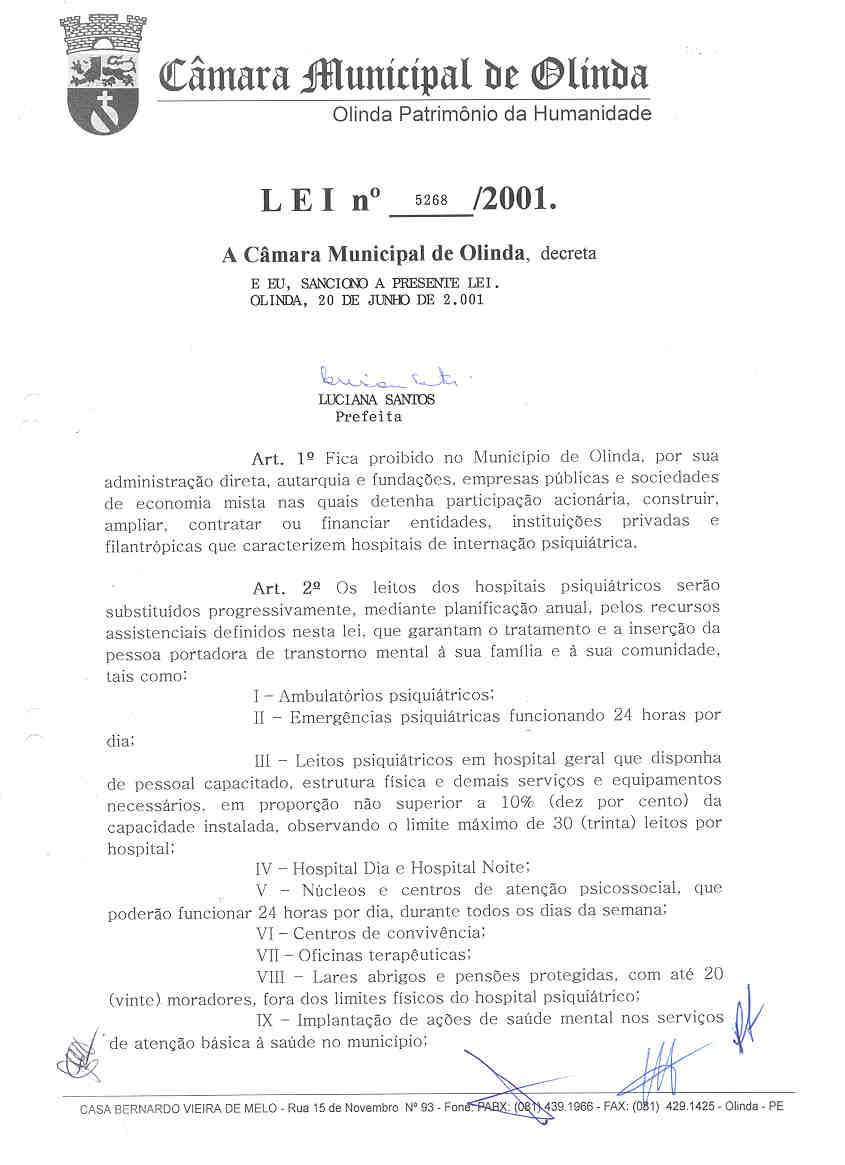 Câmara Municipal de Olinda
Olinda Patrimônio da Humanidade
L E I nº 5268 /2001.
A Câmara Municipal de Olinda, decreta
E EU, SANCIONO A PRESENTE LEI.
OLINDA, 20 DE JUNHO DE 2.001
LUCIANA SANTOS
Prefeita
Art. 1º Fica proibido no Município de Olinda, por sua
administração direta, autarquia e fundações, empresas públicas e sociedades
de economia mista nas quais detenha participação acionária, construir,
ampliar, contratar ou financiar entidades, instituições privadas e
filantrópicas que caracterizem hospitais de internação psiquiátrica.
Art. 2º Os leitos dos hospitais psiquiátricos serão
substituídos progressivamente, mediante planificação anual, pelos recursos
assistenciais definidos nesta lei, que garantam o tratamento e a inserção da
pessoa portadora de transtorno mental à sua família e à sua comunidade,
tais como:
I – Ambulatórios psiquiátricos;
II – Emergências psiquiátricas funcionando 24 horas por
dia;
III – Leitos psiquiátricos em hospital geral que disponha
de pessoal capacitado, estrutura física e demais serviços e equipamentos
necessários, em proporção não superior a 10% (dez por cento) da
capacidade instalada, observando o limite máximo de 30 (trinta) leitos por
hospital;
IV – Hospital Dia e Hospital Noite;
V – Núcleos e centros de atenção psicossocial, que
poderão funcionar 24 horas por dia, durante todos os dias da semana;
VI – Centros de convivência;
VII – Oficinas terapêuticas;
VIII – Lares abrigos e pensões protegidas, com até 20
(vinte) moradores, fora dos limites físicos do hospital psiquiátrico;
IX – Implantação de ações de saúde mental nos serviços
de atenção básica à saúde no município;
CASA BERNARDO VIEIRA DE MELO - Rua 15 de Novembro Nº 93 - Fone: PABX: (081) 439.1966 - FAX: (081) 429.1425 - Olinda - PE